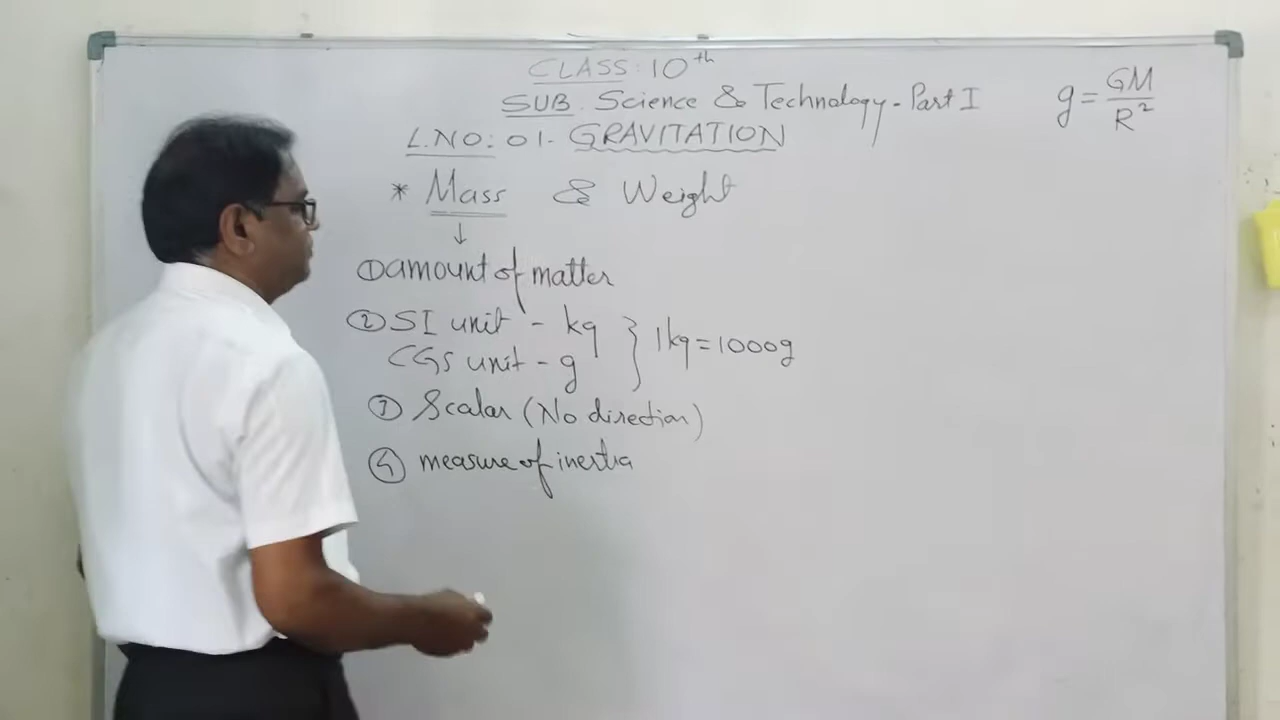 CLASS: 10th
SUB. Science & Technology - Part I
g = GM/R²
L.NO: 01- GRAVITATION
* Mass & Weight
↓
① amount of matter
② SI unit - kg
CGS unit - g } 1kg = 1000g
③ Scalar (No direction)
④ measure of inertia